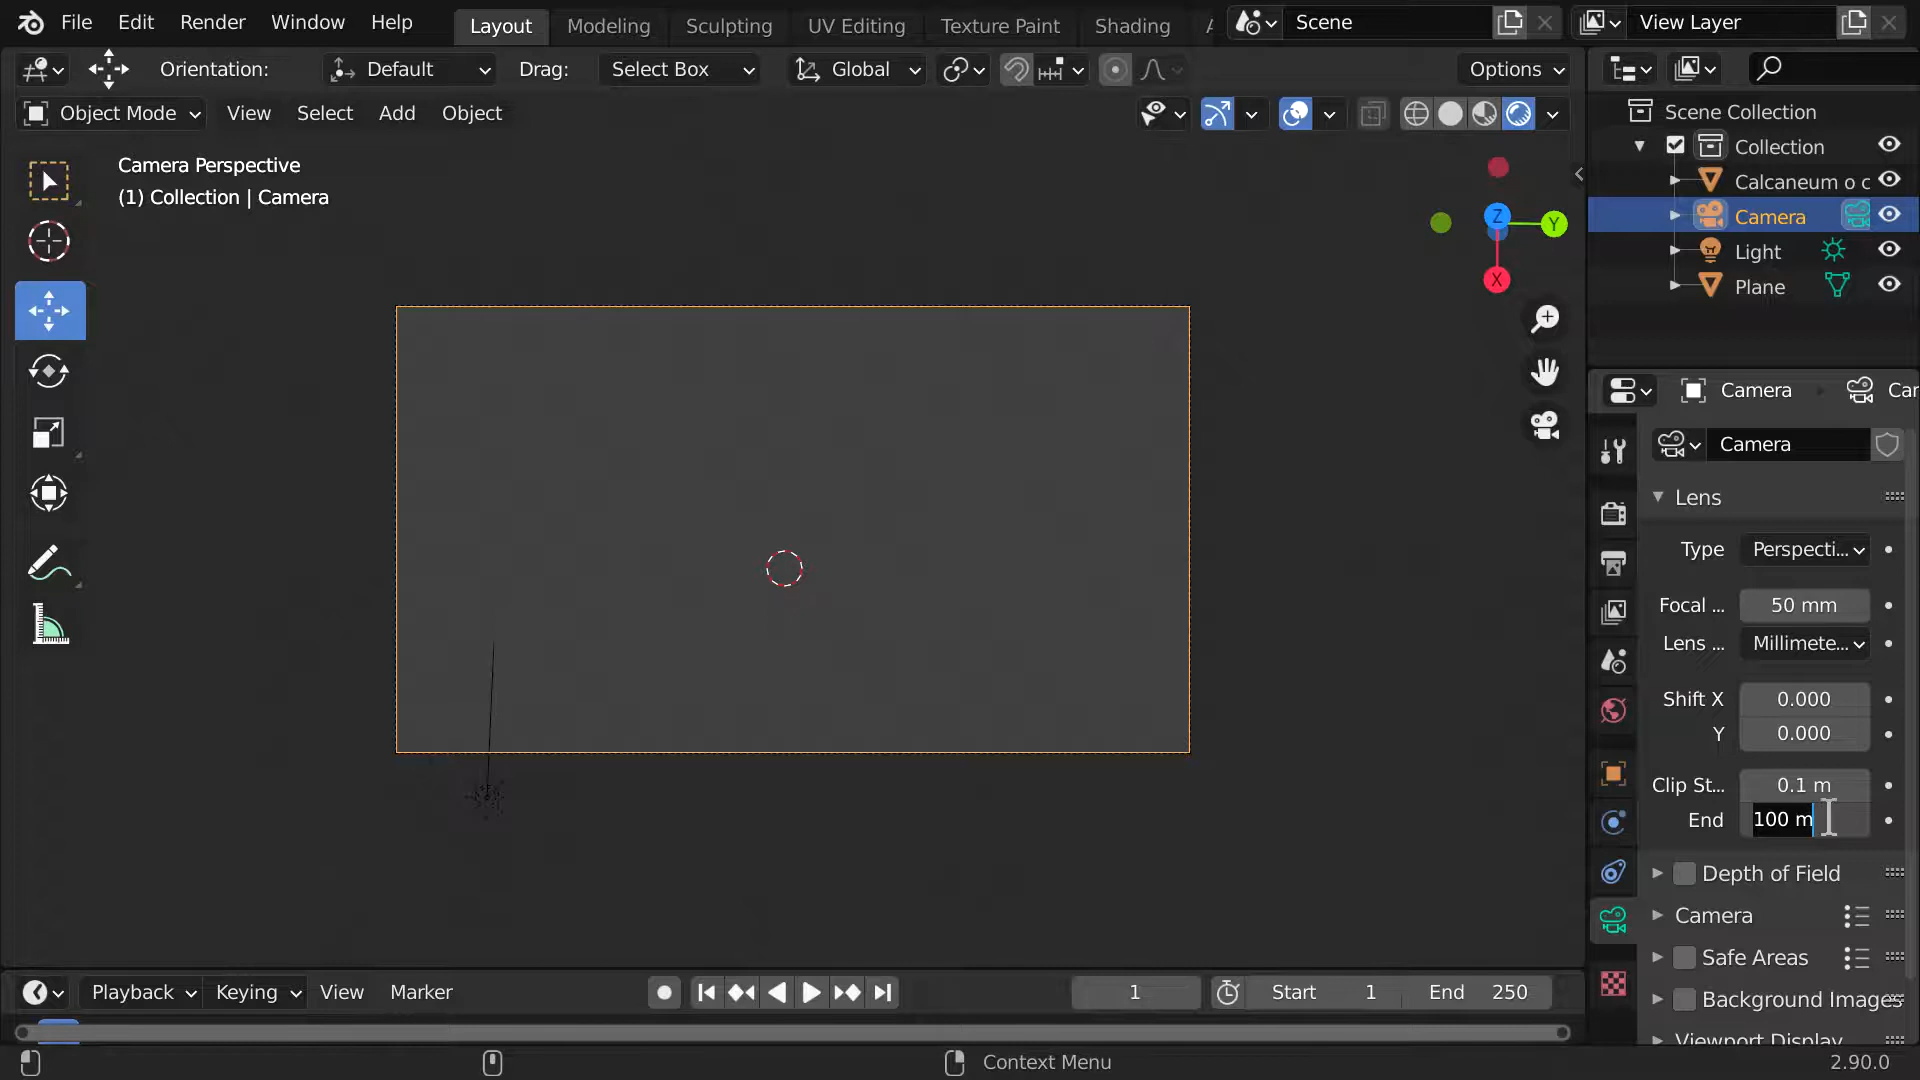 File Edit Render Window Help Layout Modeling Sculpting UV Editing Texture Paint Shading Scene View Layer
Orientation: Default Drag: Select Box Global Options
Object Mode View Select Add Object
Camera Perspective
(1) Collection | Camera
Z
Y
X
Scene Collection
Collection
Calcaneum o c
Camera
Light
Plane
Camera Car
Camera
Lens
Type Perspecti...
Focal ... 50 mm
Lens ... Millimete...
Shift X 0.000
Y 0.000
Clip St... 0.1 m
End 100 m
Depth of Field
Camera
Safe Areas
Background Images
Viewport Display
Playback Keying View Marker 1 Start 1 End 250
Context Menu 2.90.0